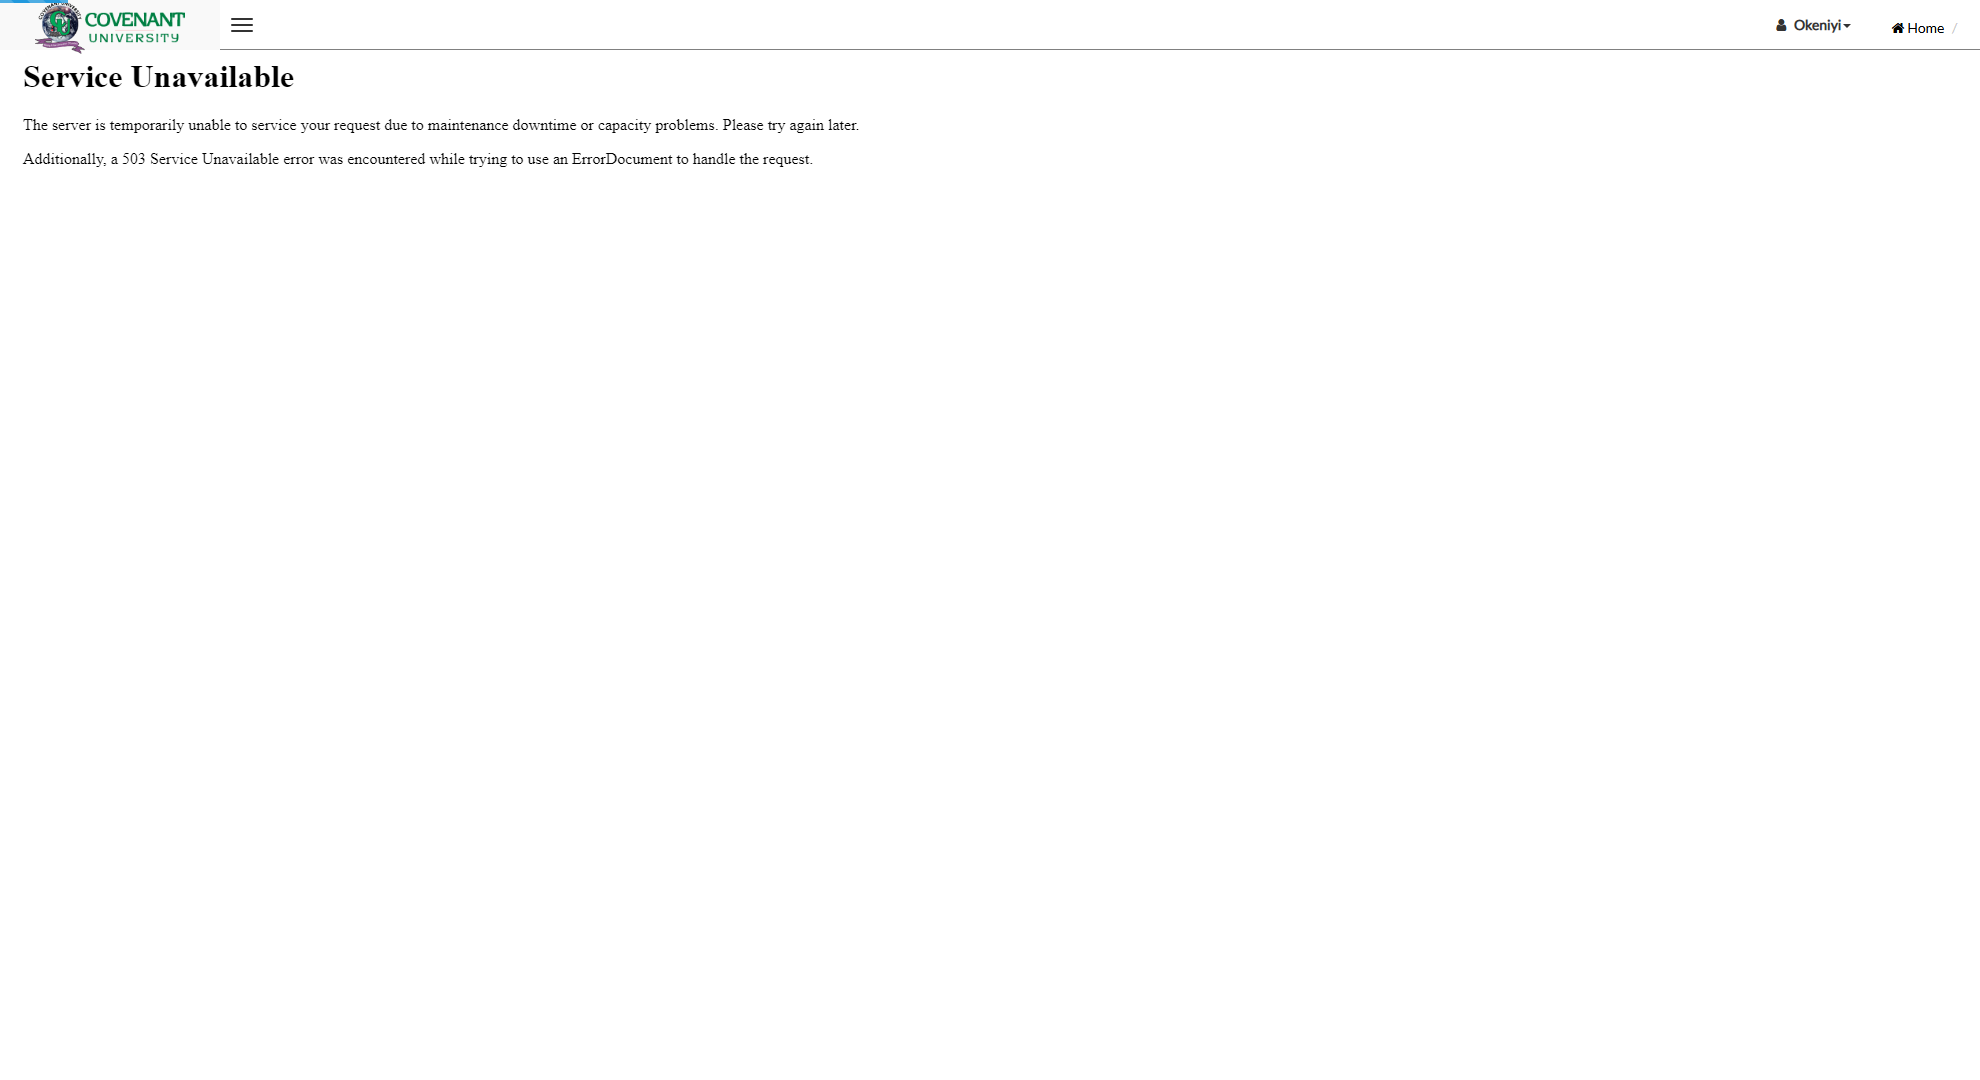 COVENANT
UNIVERSITY
Okeniyi
Home /
Service Unavailable
The server is temporarily unable to service your request due to maintenance downtime or capacity problems. Please try again later.
Additionally, a 503 Service Unavailable error was encountered while trying to use an ErrorDocument to handle the request.